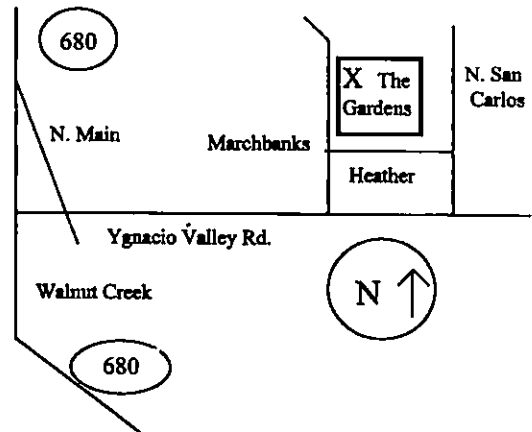 680
N. Main
Marchbanks
X The
Gardens
N. San
Carlos
Heather
Ygnacio Valley Rd.
Walnut Creek
N
680